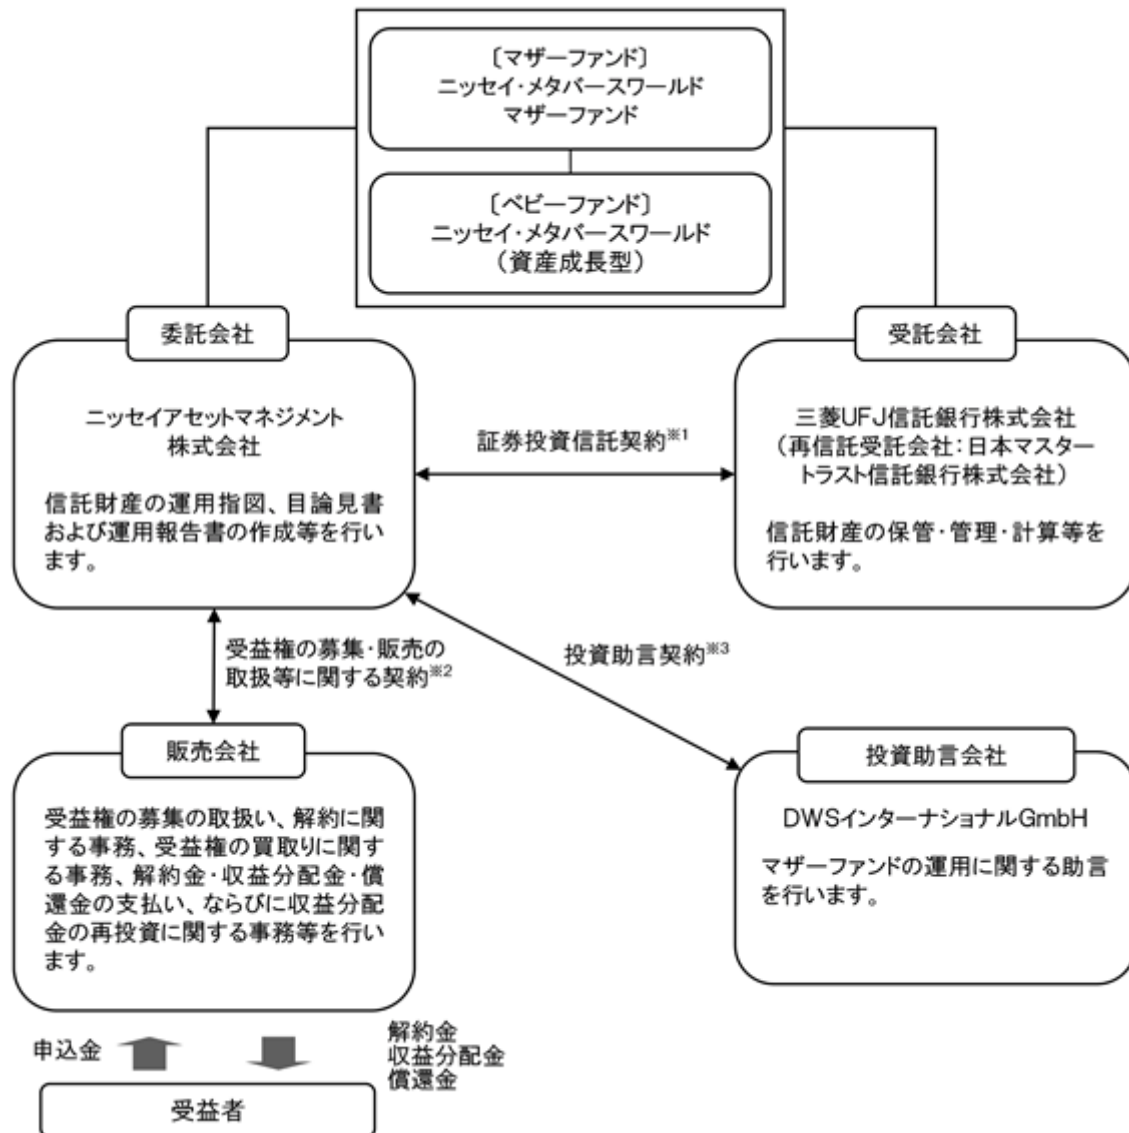 〔マザーファンド〕
ニッセイ・メタバースワールド
マザーファンド
〔ベビーファンド〕
ニッセイ・メタバースワールド
（資産成長型）
委託会社
ニッセイアセットマネジメント
株式会社
信託財産の運用指図、目論見書
および運用報告書の作成等を行い
ます。
証券投資信託契約※1
受託会社
三菱UFJ信託銀行株式会社
（再信託受託会社：日本マスター
トラスト信託銀行株式会社）
信託財産の保管・管理・計算等を
行います。
受益権の募集・販売の
取扱等に関する契約※2
投資助言契約※3
販売会社
受益権の募集の取扱い、解約に関
する事務、受益権の買取りに関す
る事務、解約金・収益分配金・償
還金の支払い、ならびに収益分配
金の再投資に関する事務等を行い
ます。
投資助言会社
DWSインターナショナルGmbH
マザーファンドの運用に関する助言
を行います。
申込金
解約金
収益分配金
償還金
受益者